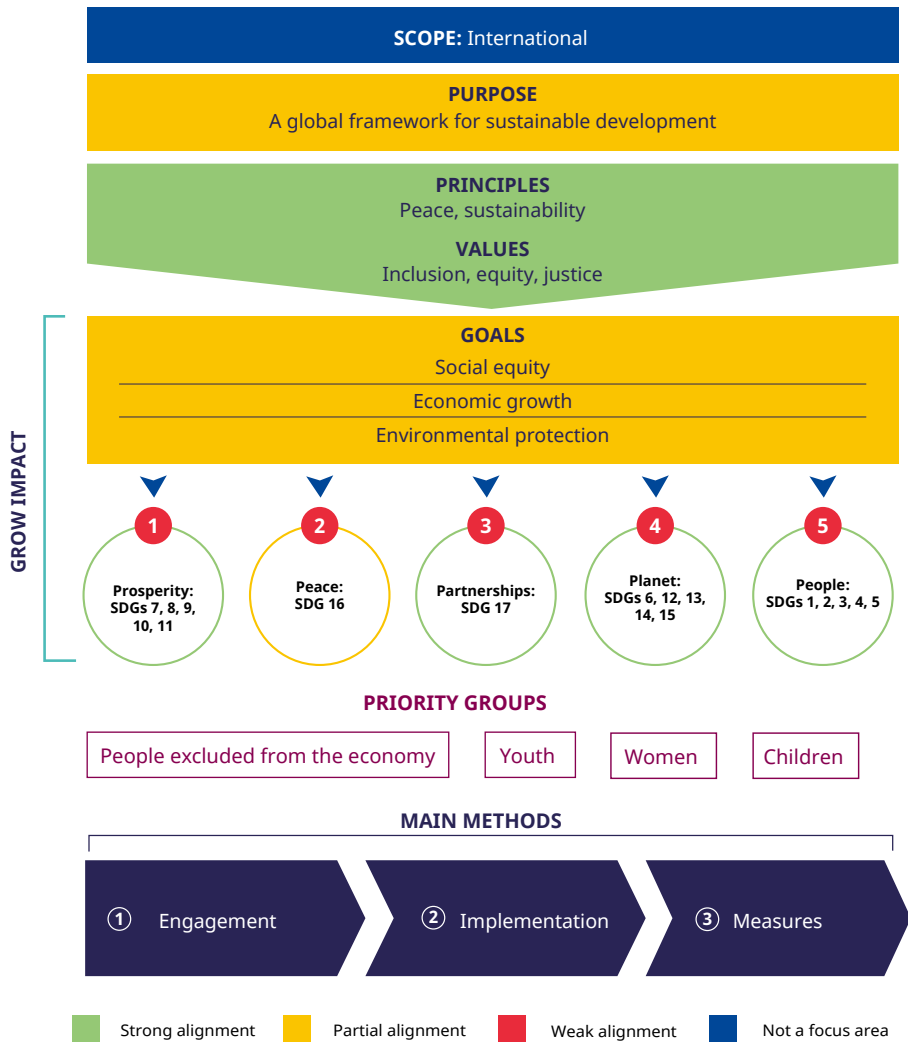 SCOPE: International
PURPOSE
A global framework for sustainable development
PRINCIPLES
Peace, sustainability
VALUES
Inclusion, equity, justice
GROW IMPACT
GOALS
Social equity
Economic growth
Environmental protection
1
Prosperity:
SDGs 7, 8, 9,
10, 11
2
Peace:
SDG 16
3
Partnerships:
SDG 17
4
Planet:
SDGs 6, 12, 13,
14, 15
5
People:
SDGs 1, 2, 3, 4, 5
PRIORITY GROUPS
People excluded from the economy
Youth
Women
Children
MAIN METHODS
1 Engagement
2 Implementation
3 Measures
Strong alignment
Partial alignment
Weak alignment
Not a focus area